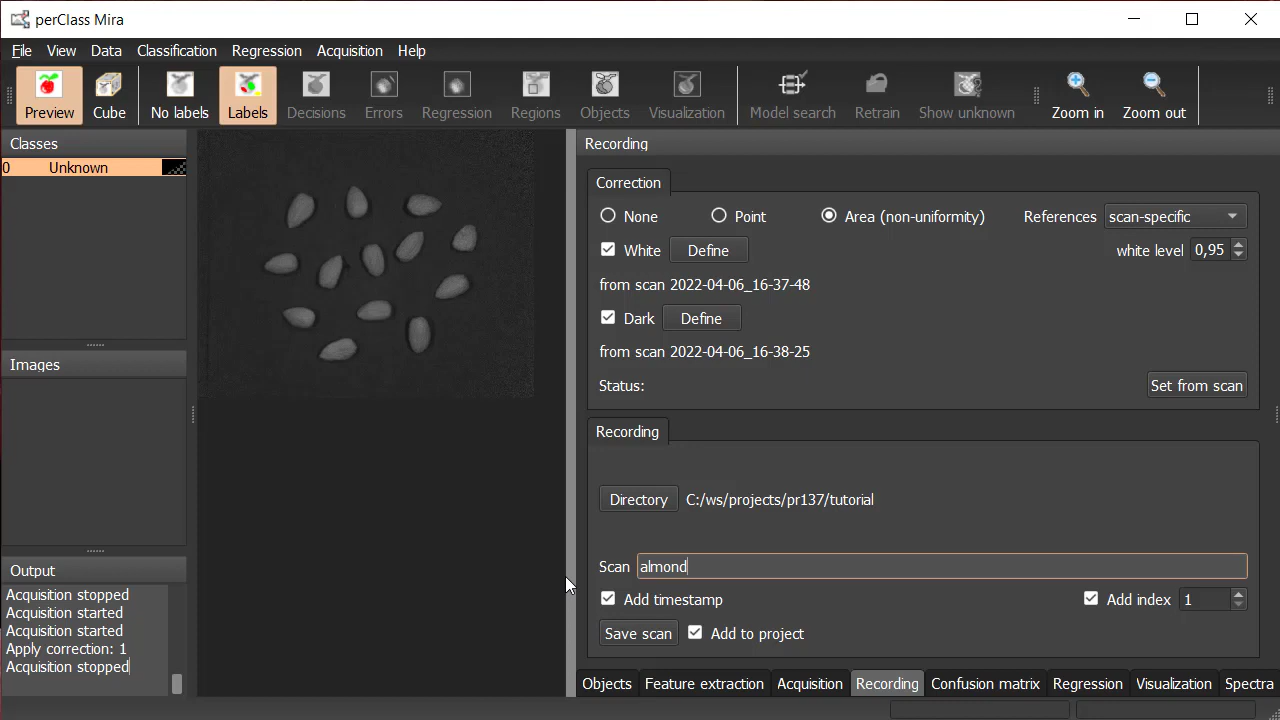 perClass Mira
File View Data Classification Regression Acquisition Help
Preview Cube No labels Labels Decisions Errors Regression Regions Objects Visualization Model search Retrain Show unknown Zoom in Zoom out
Classes
0 Unknown
Images
Output
Acquisition stopped
Acquisition started
Acquisition started
Apply correction: 1
Acquisition stopped
Recording
Correction
None Point Area (non-uniformity) References scan-specific
White Define white level 0,95
from scan 2022-04-06_16-37-48
Dark Define
from scan 2022-04-06_16-38-25
Status: Set from scan
Recording
Directory C:/ws/projects/pr137/tutorial
Scan almond
Add timestamp Add index 1
Save scan Add to project
Objects Feature extraction Acquisition Recording Confusion matrix Regression Visualization Spectra